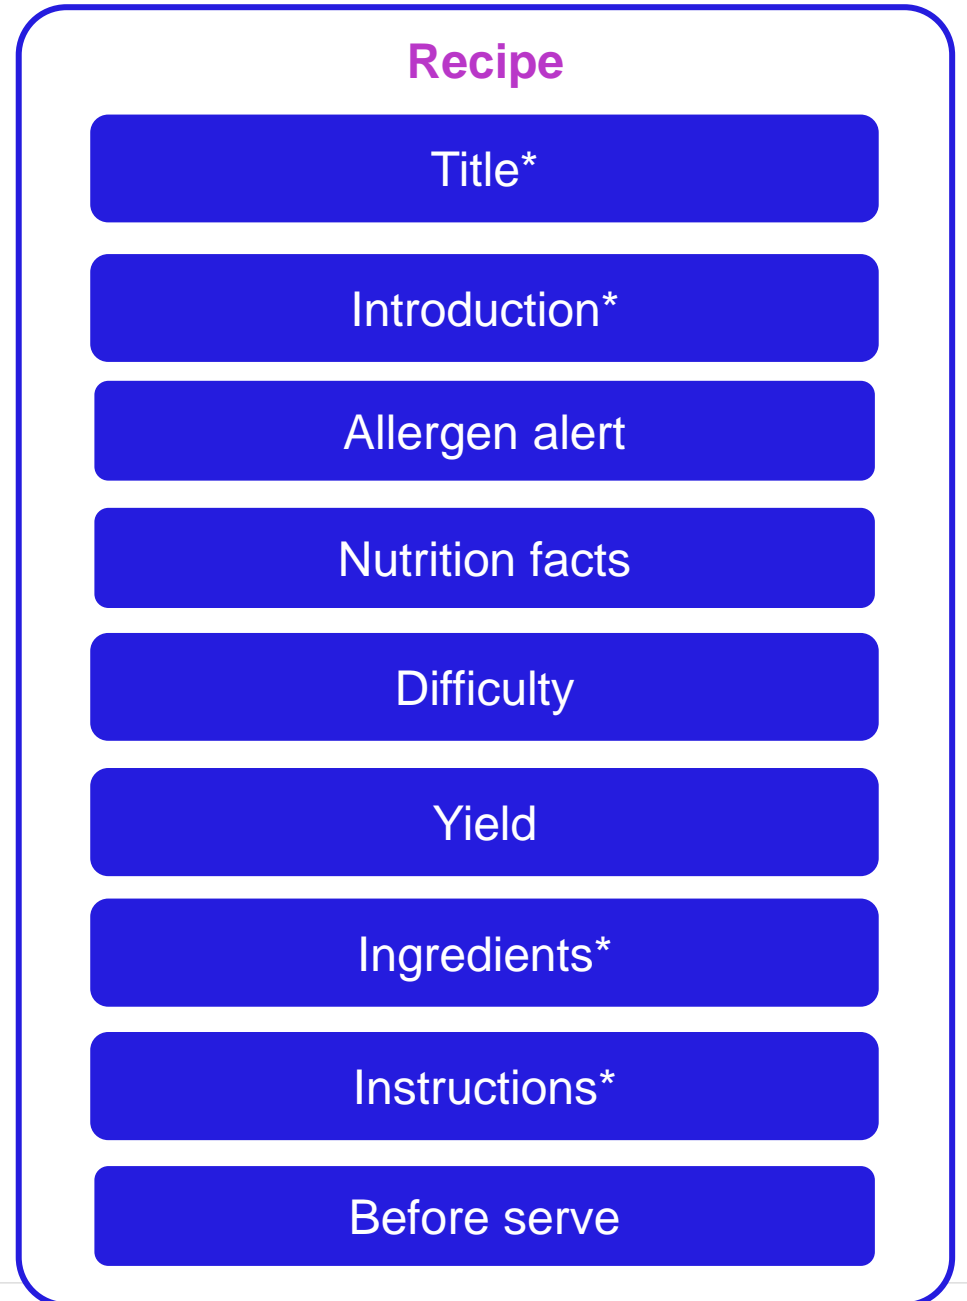 Recipe
Title*
Introduction*
Allergen alert
Nutrition facts
Difficulty
Yield
Ingredients*
Instructions*
Before serve